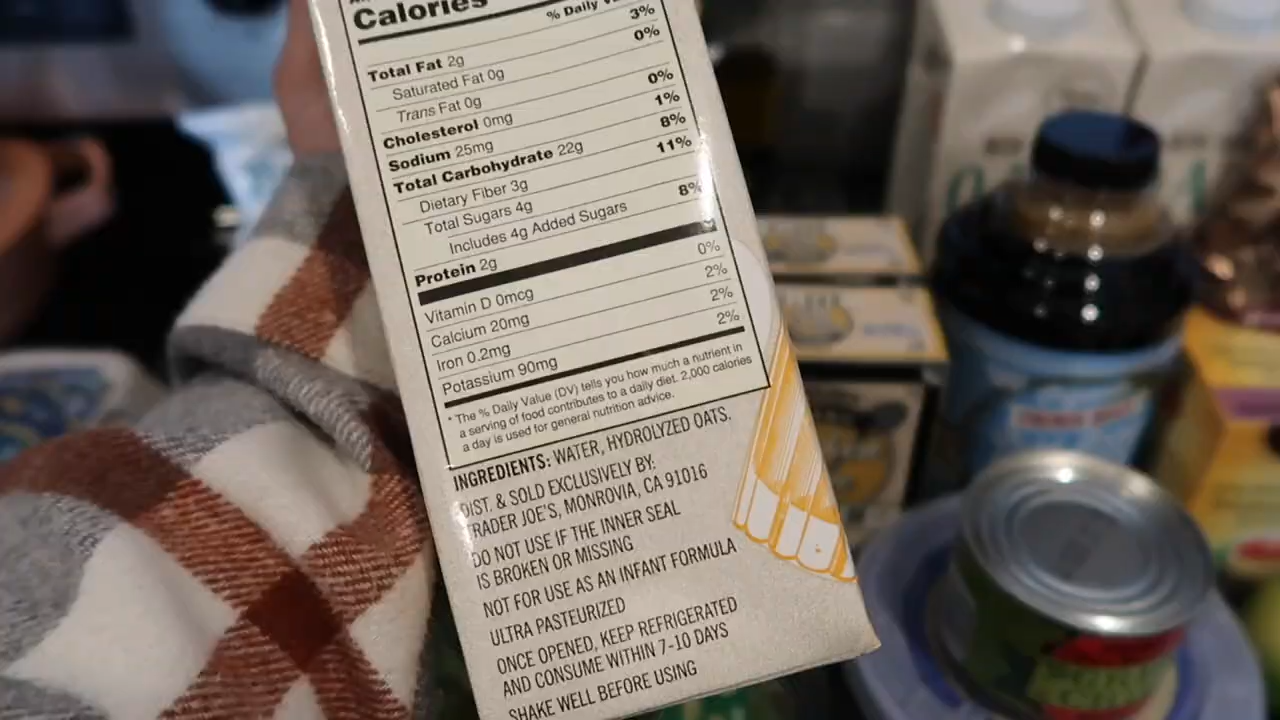 Calories
% Daily
Total Fat 2g 3%
Saturated Fat 0g 0%
Trans Fat 0g
Cholesterol 0mg 0%
Sodium 25mg 1%
Total Carbohydrate 22g 8%
Dietary Fiber 3g 11%
Total Sugars 4g
Includes 4g Added Sugars 8%
Protein 2g
Vitamin D 0mcg 0%
Calcium 20mg 2%
Iron 0.2mg 2%
Potassium 90mg 2%
* The % Daily Value (DV) tells you how much a nutrient in
a serving of food contributes to a daily diet. 2,000 calories
a day is used for general nutrition advice.
INGREDIENTS: WATER, HYDROLYZED OATS.
DIST. & SOLD EXCLUSIVELY BY:
TRADER JOE'S, MONROVIA, CA 91016
DO NOT USE IF THE INNER SEAL
IS BROKEN OR MISSING
NOT FOR USE AS AN INFANT FORMULA
ULTRA PASTEURIZED
ONCE OPENED, KEEP REFRIGERATED
AND CONSUME WITHIN 7-10 DAYS
SHAKE WELL BEFORE USING